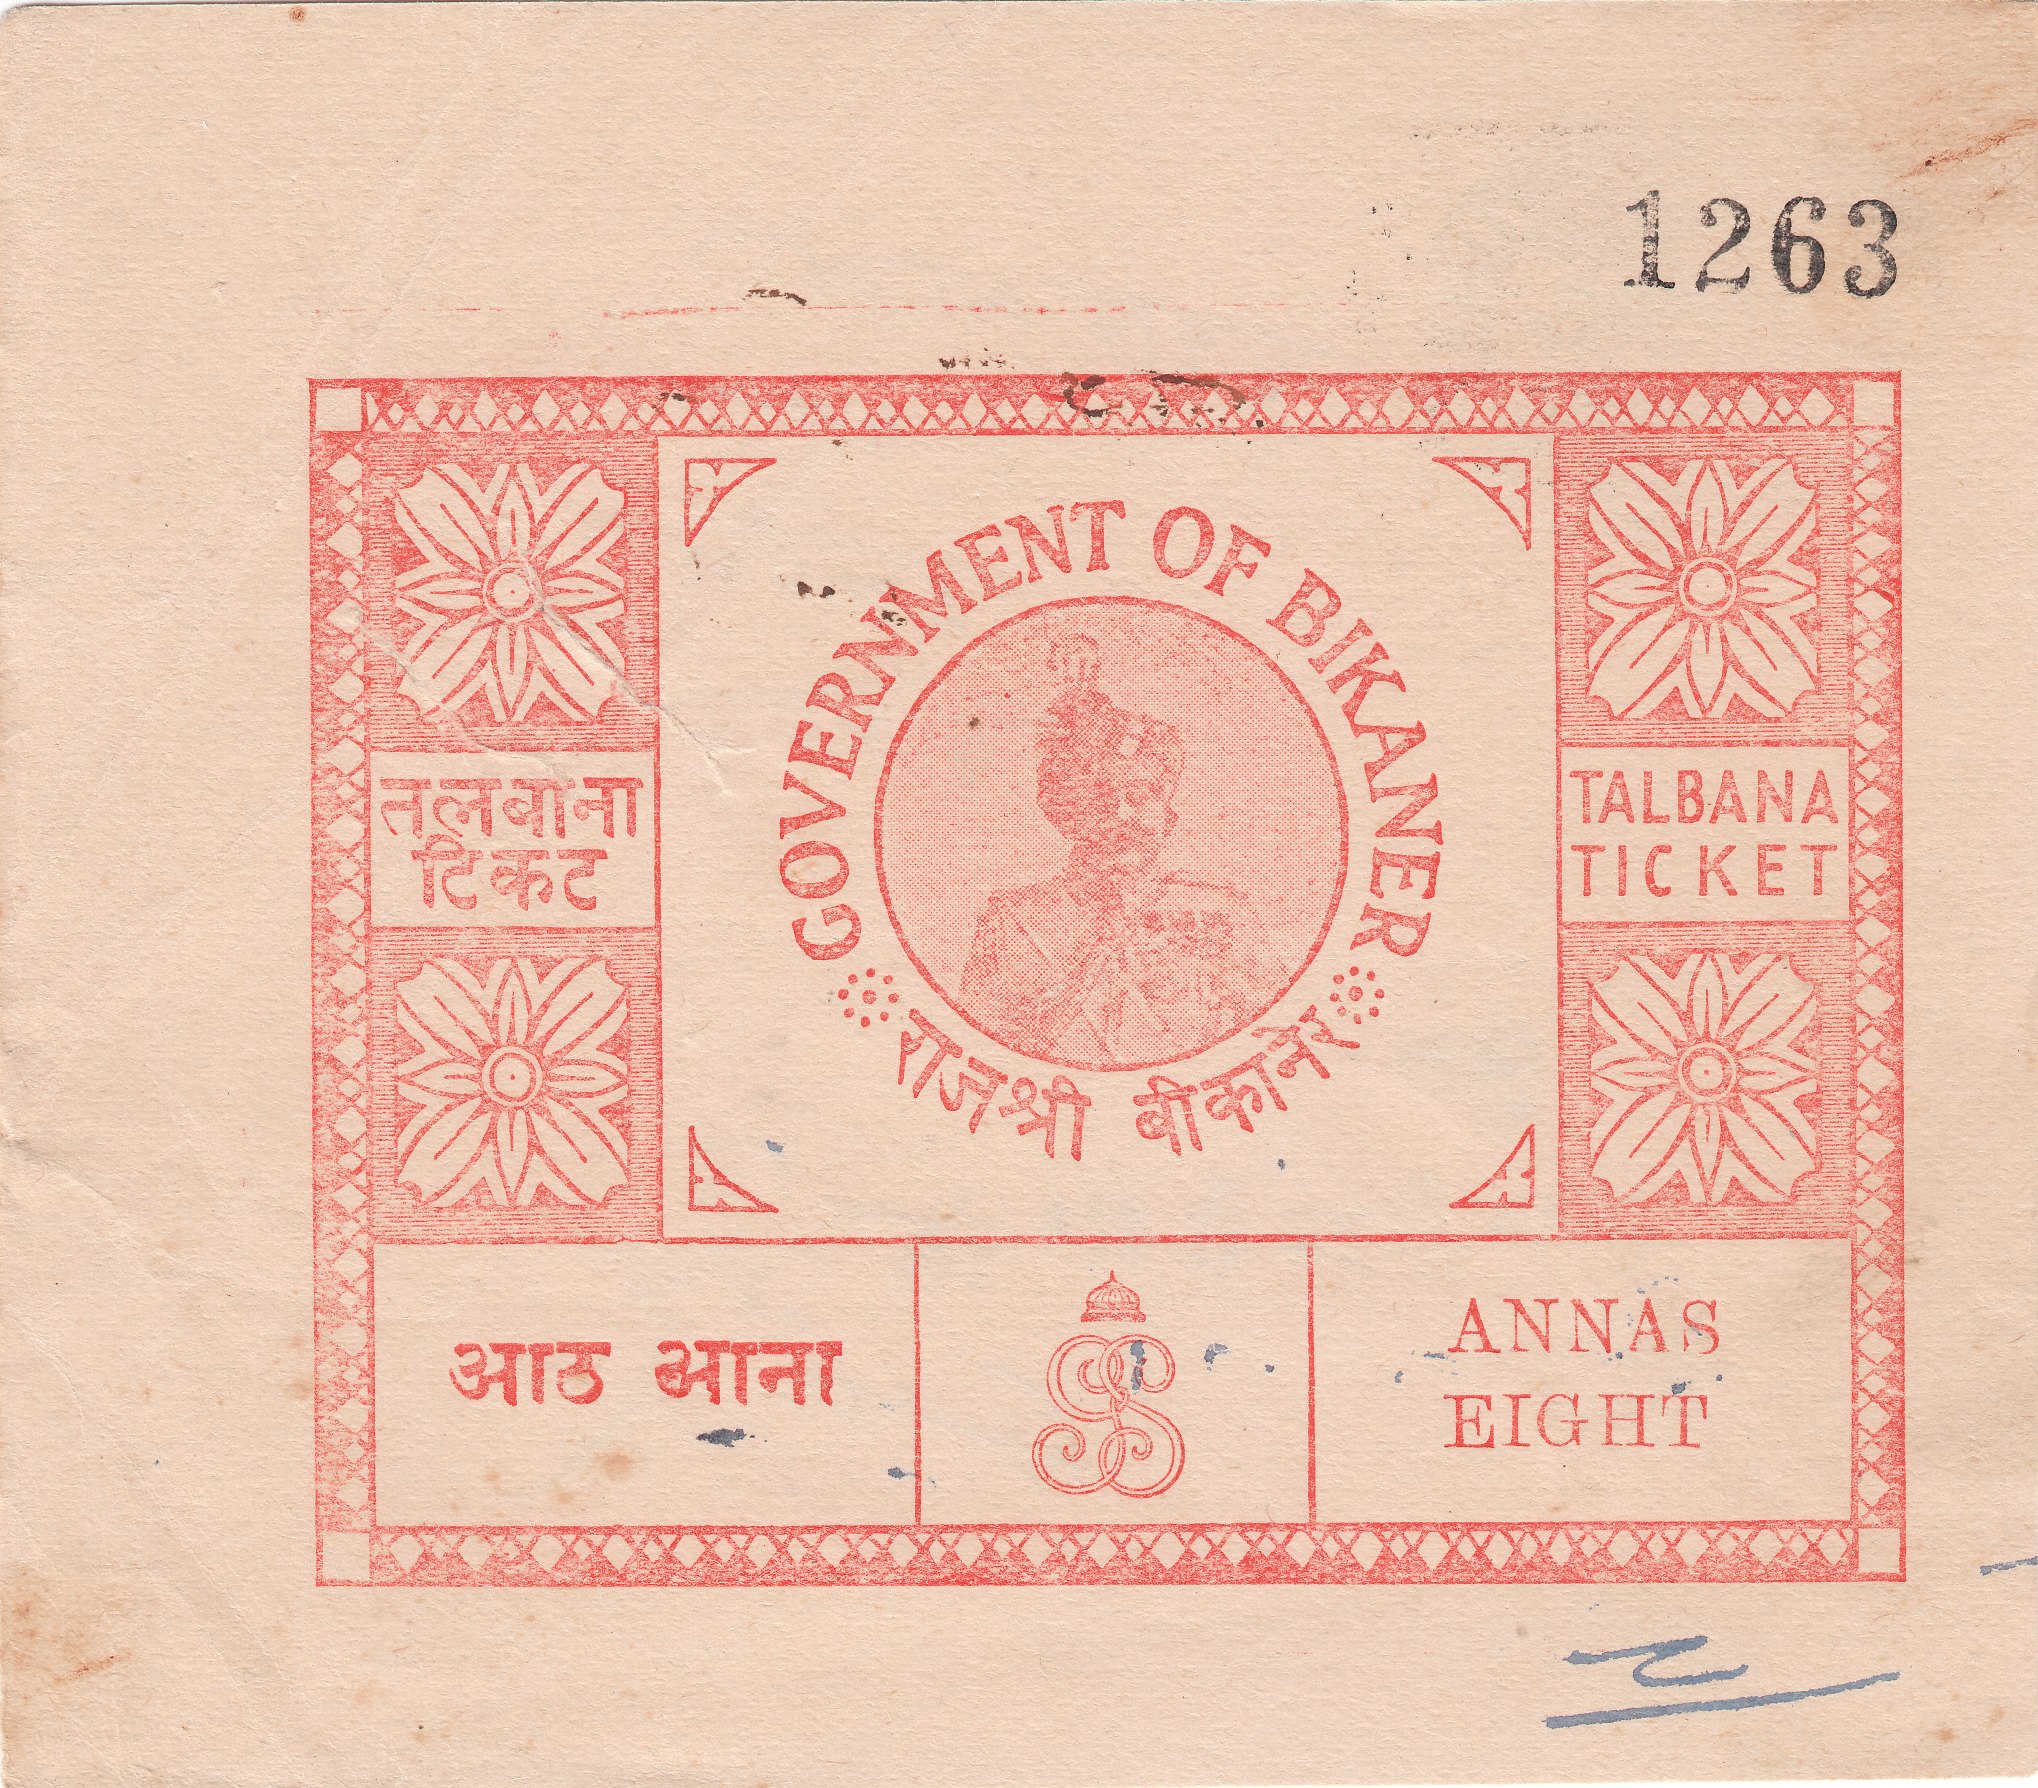 1263
GOVERNMENT OF BIKANER
तलबाना
टिकट
TALBANA
TICKET
राजश्री बीकानेर
आठ आना
ANNAS
EIGHT